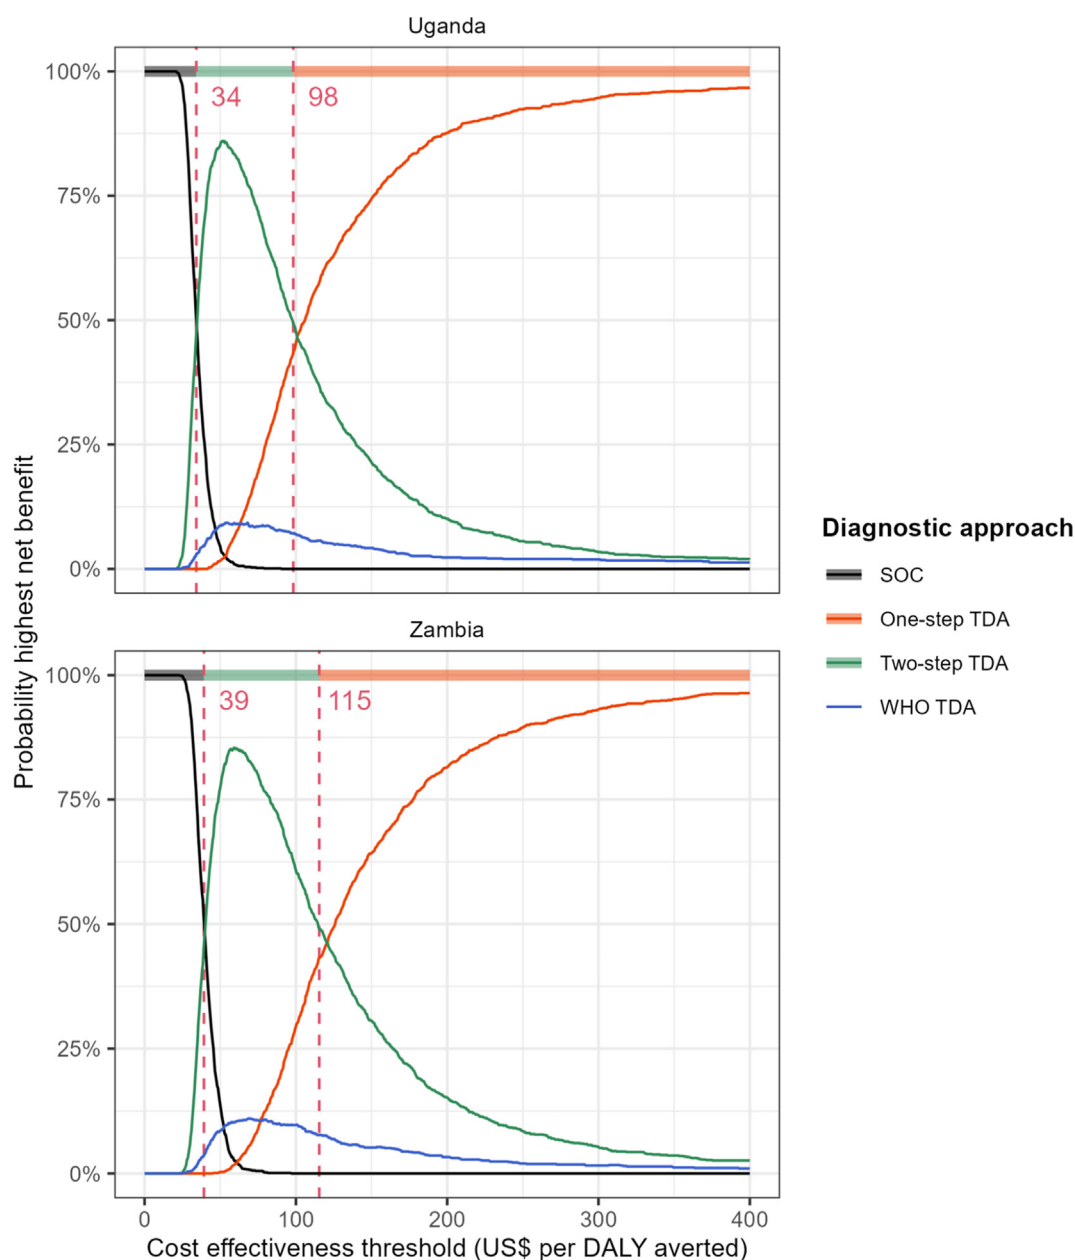 Uganda
100%
34
98
75%
50%
25%
0%
Zambia
100%
39
115
75%
50%
25%
0%
0
100
200
300
400
Cost effectiveness threshold (US$ per DALY averted)
Probability highest net benefit
Diagnostic approach
SOC
One-step TDA
Two-step TDA
WHO TDA